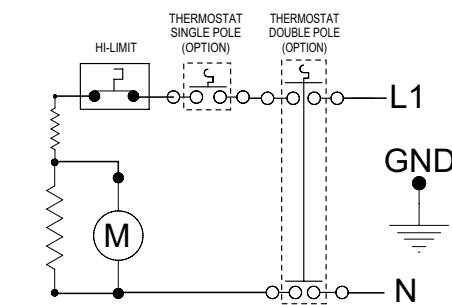 THERMOSTAT
SINGLE POLE
(OPTION)
THERMOSTAT
DOUBLE POLE
(OPTION)
HI-LIMIT
L1
GND
M
N